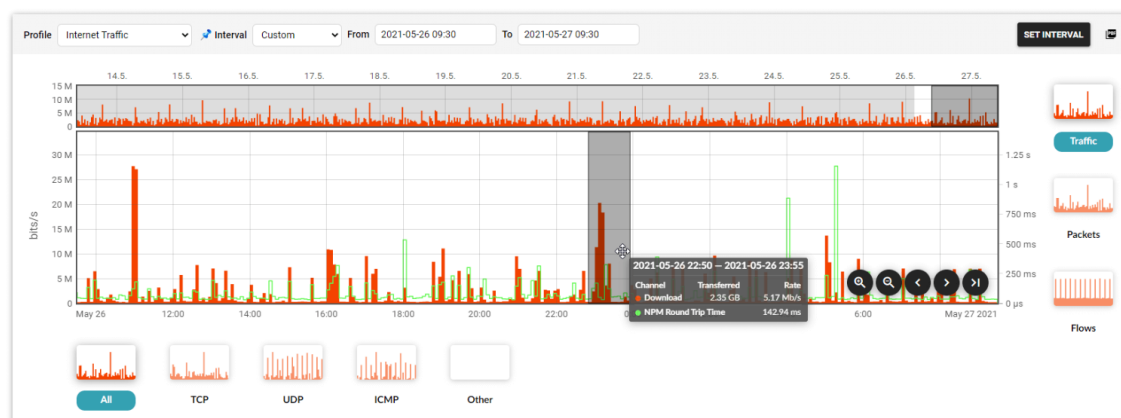 Profile Internet Traffic Interval Custom From 2021-05-26 09:30 To 2021-05-27 09:30 SET INTERVAL
14.5. 15.5. 16.5. 17.5. 18.5. 19.5. 20.5. 21.5. 22.5. 23.5. 24.5. 25.5. 26.5. 27.5.
15 M
10 M
5 M
0
Traffic
30 M 1.25 s
25 M 1 s
20 M 750 ms
15 M 500 ms
10 M 250 ms
5 M 0 µs
0
bits/s
Packets
Flows
2021-05-26 22:50 — 2021-05-26 23:55
Channel Transferred Rate
Download 2.35 GB 5.17 Mb/s
NPM Round Trip Time 142.94 ms
May 26 12:00 14:00 16:00 18:00 20:00 22:00 6:00 May 27 2021
All TCP UDP ICMP Other